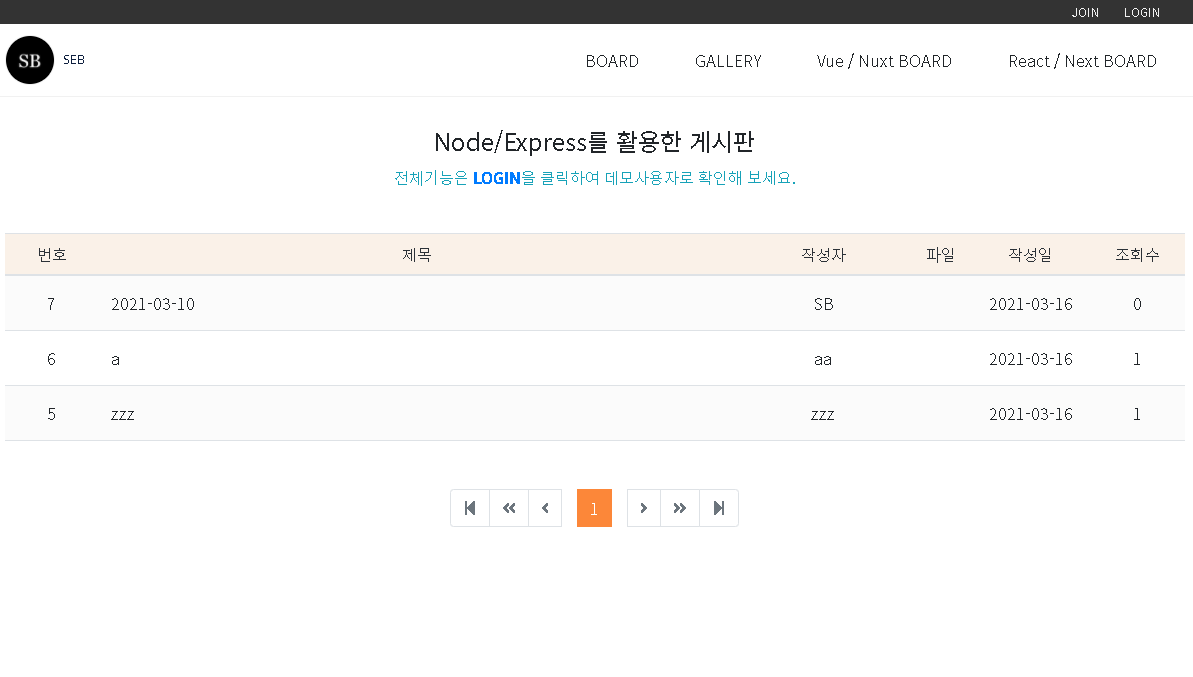 JOIN LOGIN
SB SEB BOARD GALLERY Vue / Nuxt BOARD React / Next BOARD
Node/Express를 활용한 게시판
전체기능은 LOGIN을 클릭하여 데모사용자로 확인해 보세요.
번호 제목 작성자 파일 작성일 조회수
7 2021-03-10 SB 2021-03-16 0
6 a aa 2021-03-16 1
5 zzz zzz 2021-03-16 1
1